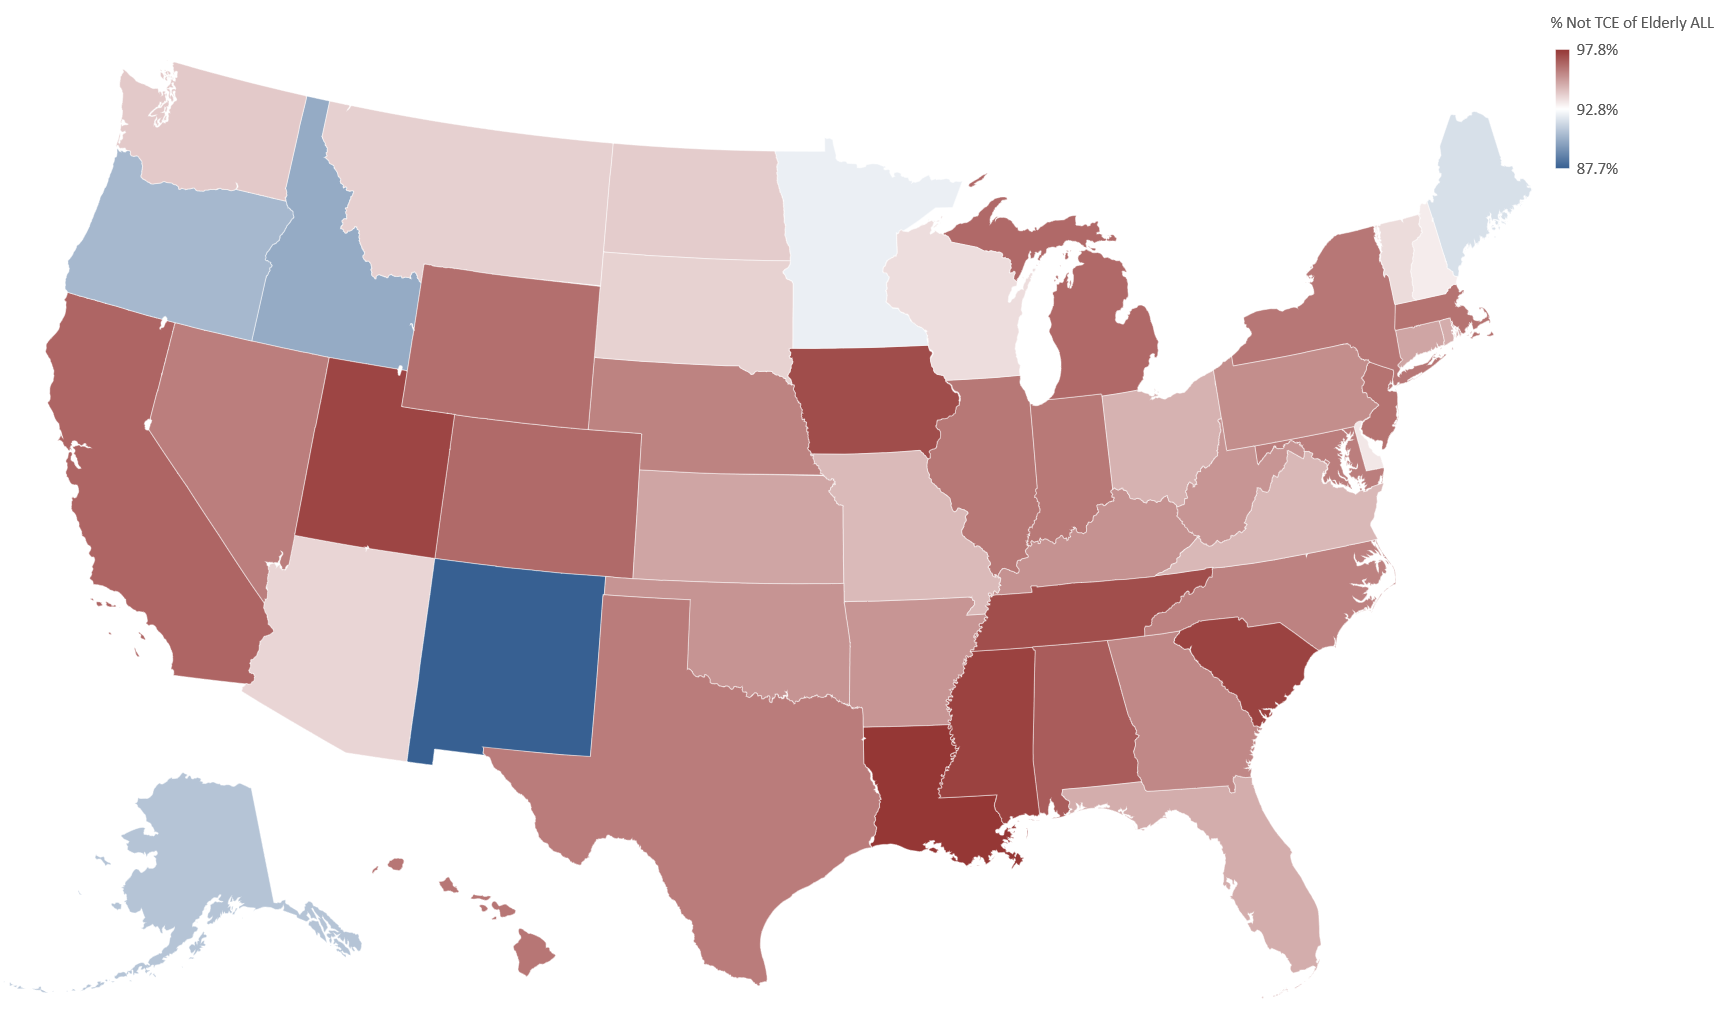 % Not TCE of Elderly ALL
97.8%
92.8%
87.7%